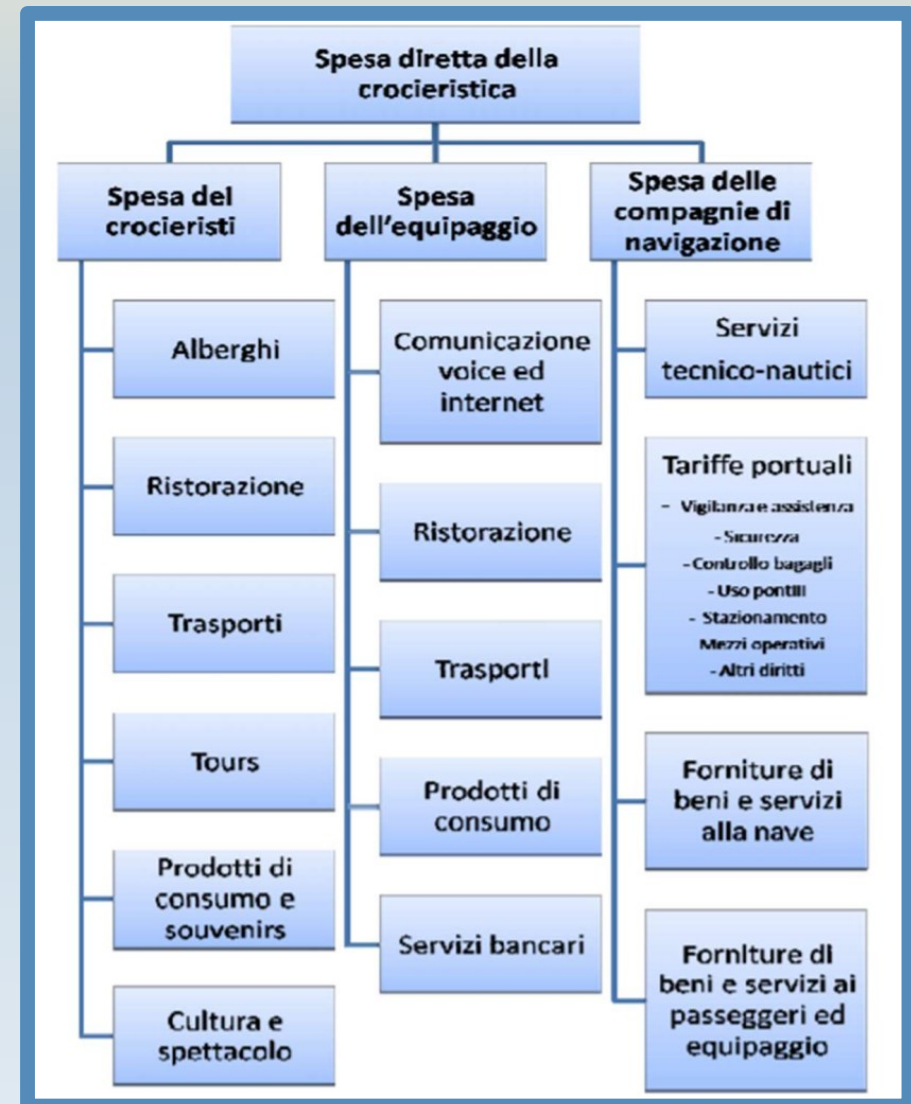 Spesa diretta della
crocieristica
Spesa dei
crocieristi
Alberghi
Ristorazione
Trasporti
Tours
Prodotti di
consumo e
souvenirs
Cultura e
spettacolo
Spesa
dell'equipaggio
Comunicazione
voice ed
internet
Ristorazione
Trasporti
Prodotti di
consumo
Servizi bancari
Spesa delle
compagnie di
navigazione
Servizi
tecnico-nautici
Tariffe portuali
- Vigilanza e assistenza
- Sicurezza
- Controllo bagagli
- Uso pontili
- Stazionamento
Mezzi operativi
- Altri diritti
Forniture di
beni e servizi
alla nave
Forniture di
beni e servizi ai
passeggeri ed
equipaggio